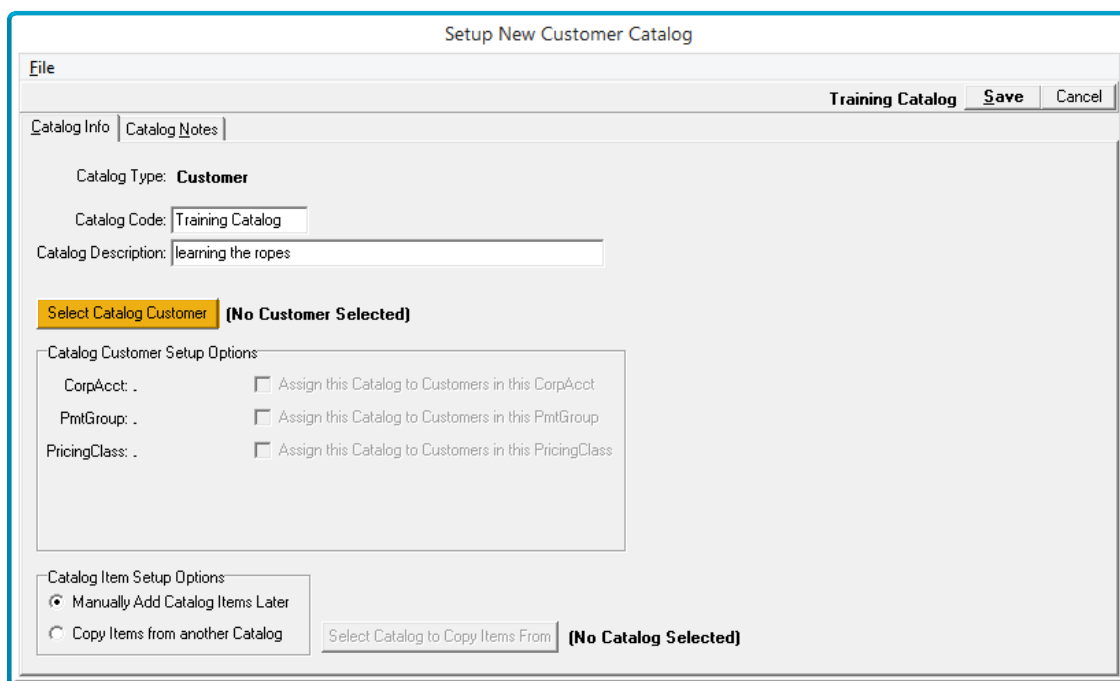 Setup New Customer Catalog
File
Training Catalog Save Cancel
Catalog Info Catalog Notes
Catalog Type: Customer
Catalog Code: Training Catalog
Catalog Description: learning the ropes
Select Catalog Customer (No Customer Selected)
Catalog Customer Setup Options
CorpAcct: . Assign this Catalog to Customers in this CorpAcct
PmtGroup: . Assign this Catalog to Customers in this PmtGroup
PricingClass: . Assign this Catalog to Customers in this PricingClass
Catalog Item Setup Options
Manually Add Catalog Items Later
Copy Items from another Catalog Select Catalog to Copy Items From (No Catalog Selected)